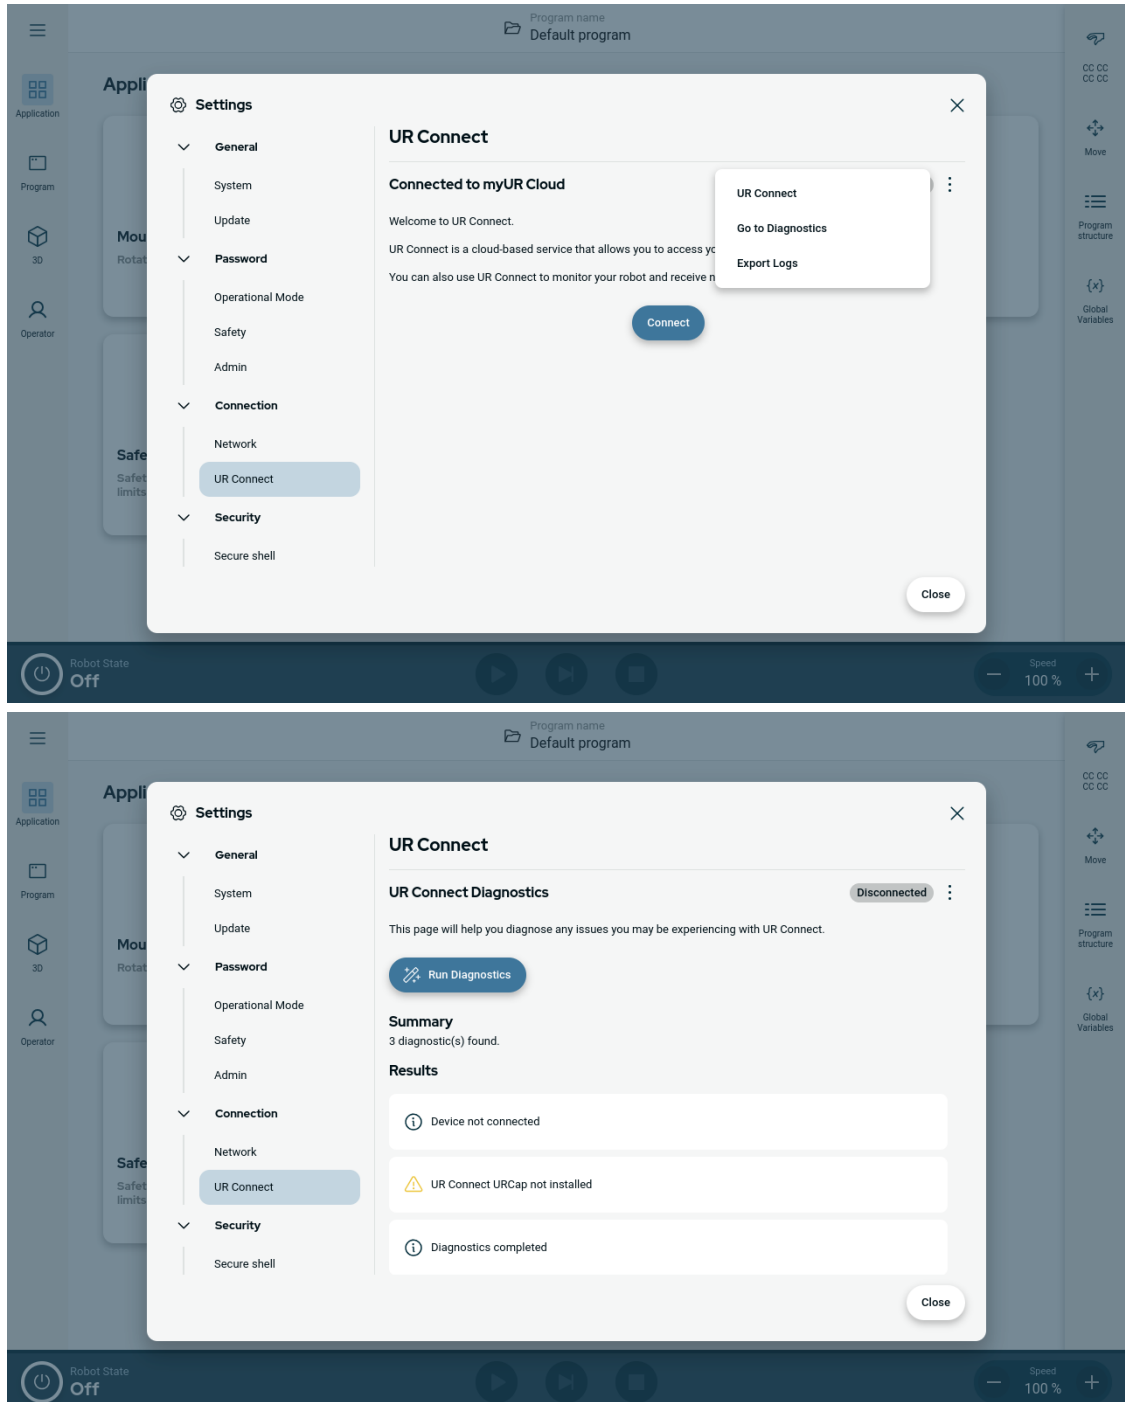 Program name
Default program
Application
Program
3D
Operator
Appli
Mou
Rotat
Safe
Safet
limits
Settings
General
System
Update
Password
Operational Mode
Safety
Admin
Connection
Network
UR Connect
Security
Secure shell
UR Connect
Connected to myUR Cloud
Welcome to UR Connect.
UR Connect is a cloud-based service that allows you to access yo
You can also use UR Connect to monitor your robot and receive n
UR Connect
Go to Diagnostics
Export Logs
Connect
Close
CC CC
CC CC
Move
Program
structure
{x}
Global
Variables
Robot State
Off
Speed
100 %
Program name
Default program
Application
Program
3D
Operator
Appli
Mou
Rotat
Safe
Safet
limits
Settings
General
System
Update
Password
Operational Mode
Safety
Admin
Connection
Network
UR Connect
Security
Secure shell
UR Connect
UR Connect Diagnostics
Disconnected
This page will help you diagnose any issues you may be experiencing with UR Connect.
Run Diagnostics
Summary
3 diagnostic(s) found.
Results
Device not connected
UR Connect URCap not installed
Diagnostics completed
Close
CC CC
CC CC
Move
Program
structure
{x}
Global
Variables
Robot State
Off
Speed
100 %